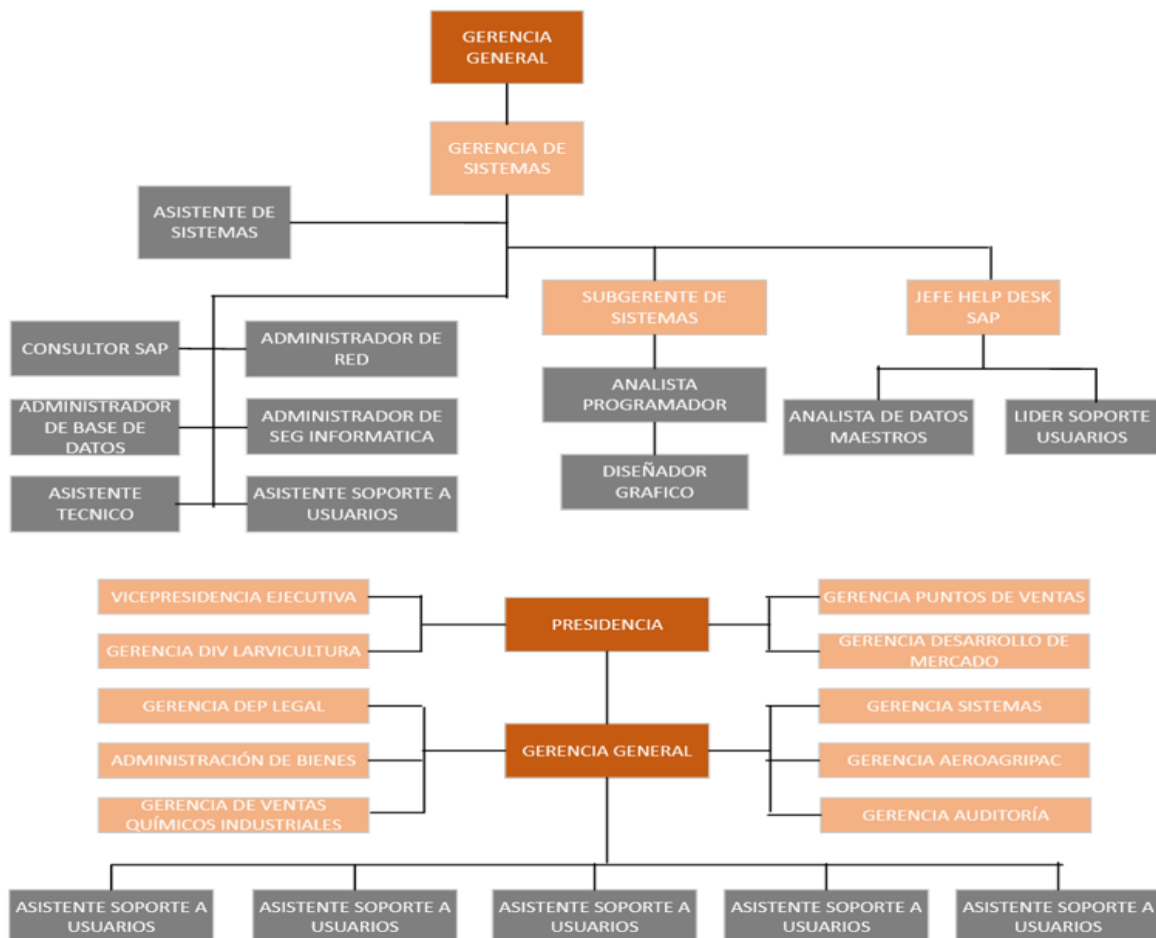 GERENCIA
GENERAL
GERENCIA DE
SISTEMAS
ASISTENTE DE
SISTEMAS
SUBGERENTE DE
SISTEMAS
JEFE HELP DESK
SAP
CONSULTOR SAP
ADMINISTRADOR DE
RED
ANALISTA
PROGRAMADOR
ADMINISTRADOR
DE BASE DE
DATOS
ADMINISTRADOR DE
SEG INFORMATICA
ANALISTA DE DATOS
MAESTROS
LIDER SOPORTE
USUARIOS
DISEÑADOR
GRAFICO
ASISTENTE
TECNICO
ASISTENTE SOPORTE A
USUARIOS
VICEPRESIDENCIA EJECUTIVA
PRESIDENCIA
GERENCIA PUNTOS DE VENTAS
GERENCIA DIV LARVICULTURA
GERENCIA DESARROLLO DE
MERCADO
GERENCIA DEP LEGAL
GERENCIA SISTEMAS
ADMINISTRACIÓN DE BIENES
GERENCIA GENERAL
GERENCIA AEROAGRIPAC
GERENCIA DE VENTAS
QUÍMICOS INDUSTRIALES
GERENCIA AUDITORÍA
ASISTENTE SOPORTE A
USUARIOS
ASISTENTE SOPORTE A
USUARIOS
ASISTENTE SOPORTE A
USUARIOS
ASISTENTE SOPORTE A
USUARIOS
ASISTENTE SOPORTE A
USUARIOS